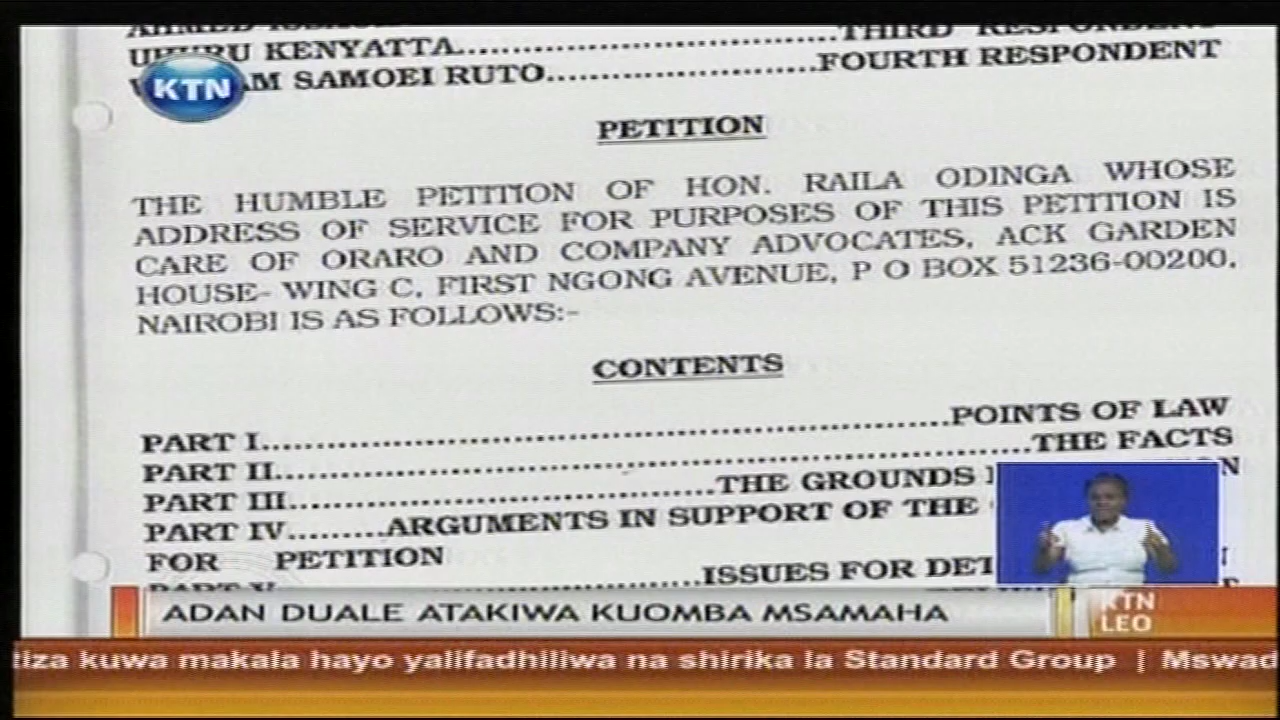 THIRD RESPONDENT
UHURU KENYATTA
SAMOEI RUTO..............................FOURTH RESPONDENT
KTN
PETITION
THE HUMBLE PETITION OF HON. RAILA ODINGA WHOSE
ADDRESS OF SERVICE FOR PURPOSES OF THIS PETITION IS
CARE OF ORARO AND COMPANY ADVOCATES, ACK GARDEN
HOUSE- WING C, FIRST NGONG AVENUE, P O BOX 51236-00200,
NAIROBI IS AS FOLLOWS:-
CONTENTS
PART I..........................................................................POINTS OF LAW
PART II.................................................................................THE FACTS
PART III.............................................THE GROUNDS
PART IV.........ARGUMENTS IN SUPPORT OF THE
FOR PETITION
PART V.............................................ISSUES FOR
ADAN DUALE ATAKIWA KUOMBA MSAMAHA
KTN
LEO
kuwa makala hayo yalifadhiliwa na shirika la Standard Group |